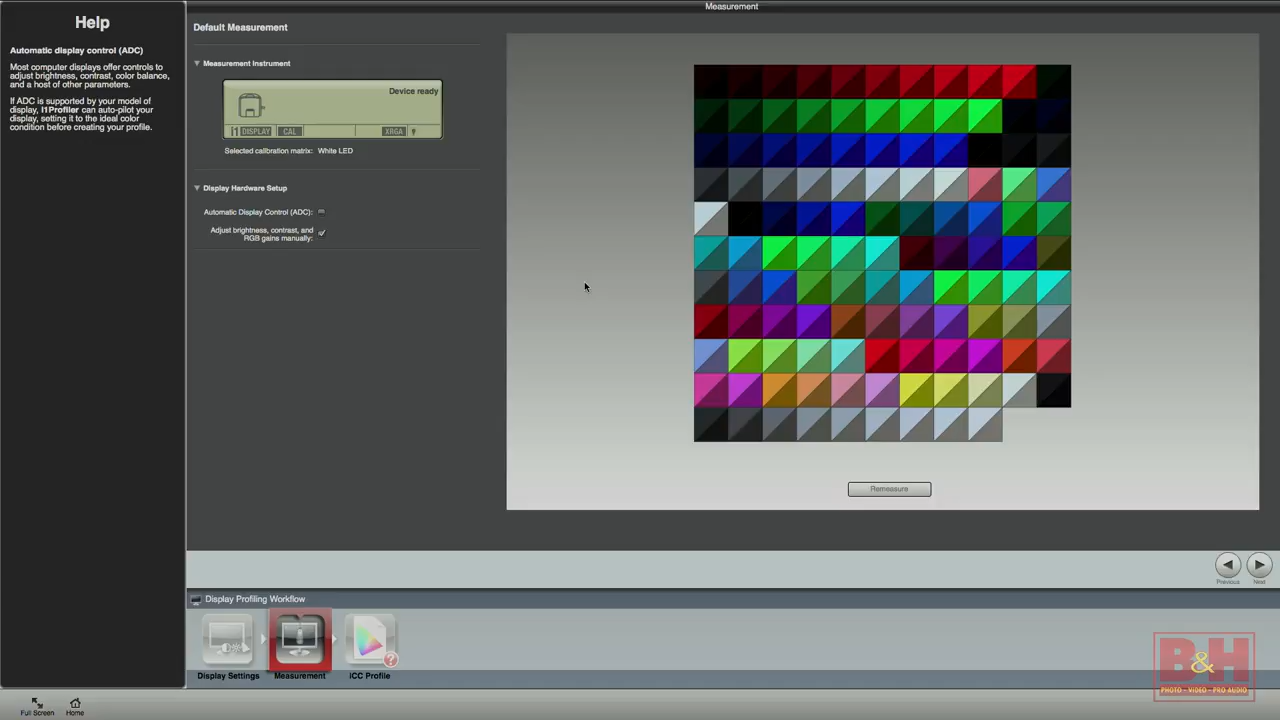 Measurement
Help
Automatic display control (ADC)
Most computer displays offer controls to
adjust brightness, contrast, color balance,
and a host of other parameters.
If ADC is supported by your model of
display, i1Profiler can auto-pilot your
display, setting it to the ideal color
condition before creating your profile.
Default Measurement
Measurement Instrument
Device ready
i1 DISPLAY CAL XRGA
Selected calibration matrix: White LED
Display Hardware Setup
Automatic Display Control (ADC):
Adjust brightness, contrast, and
RGB gains manually:
Remeasure
Previous
Next
Display Profiling Workflow
Display Settings
Measurement
ICC Profile
Full Screen
Home
B&H
PHOTO - VIDEO - PRO AUDIO